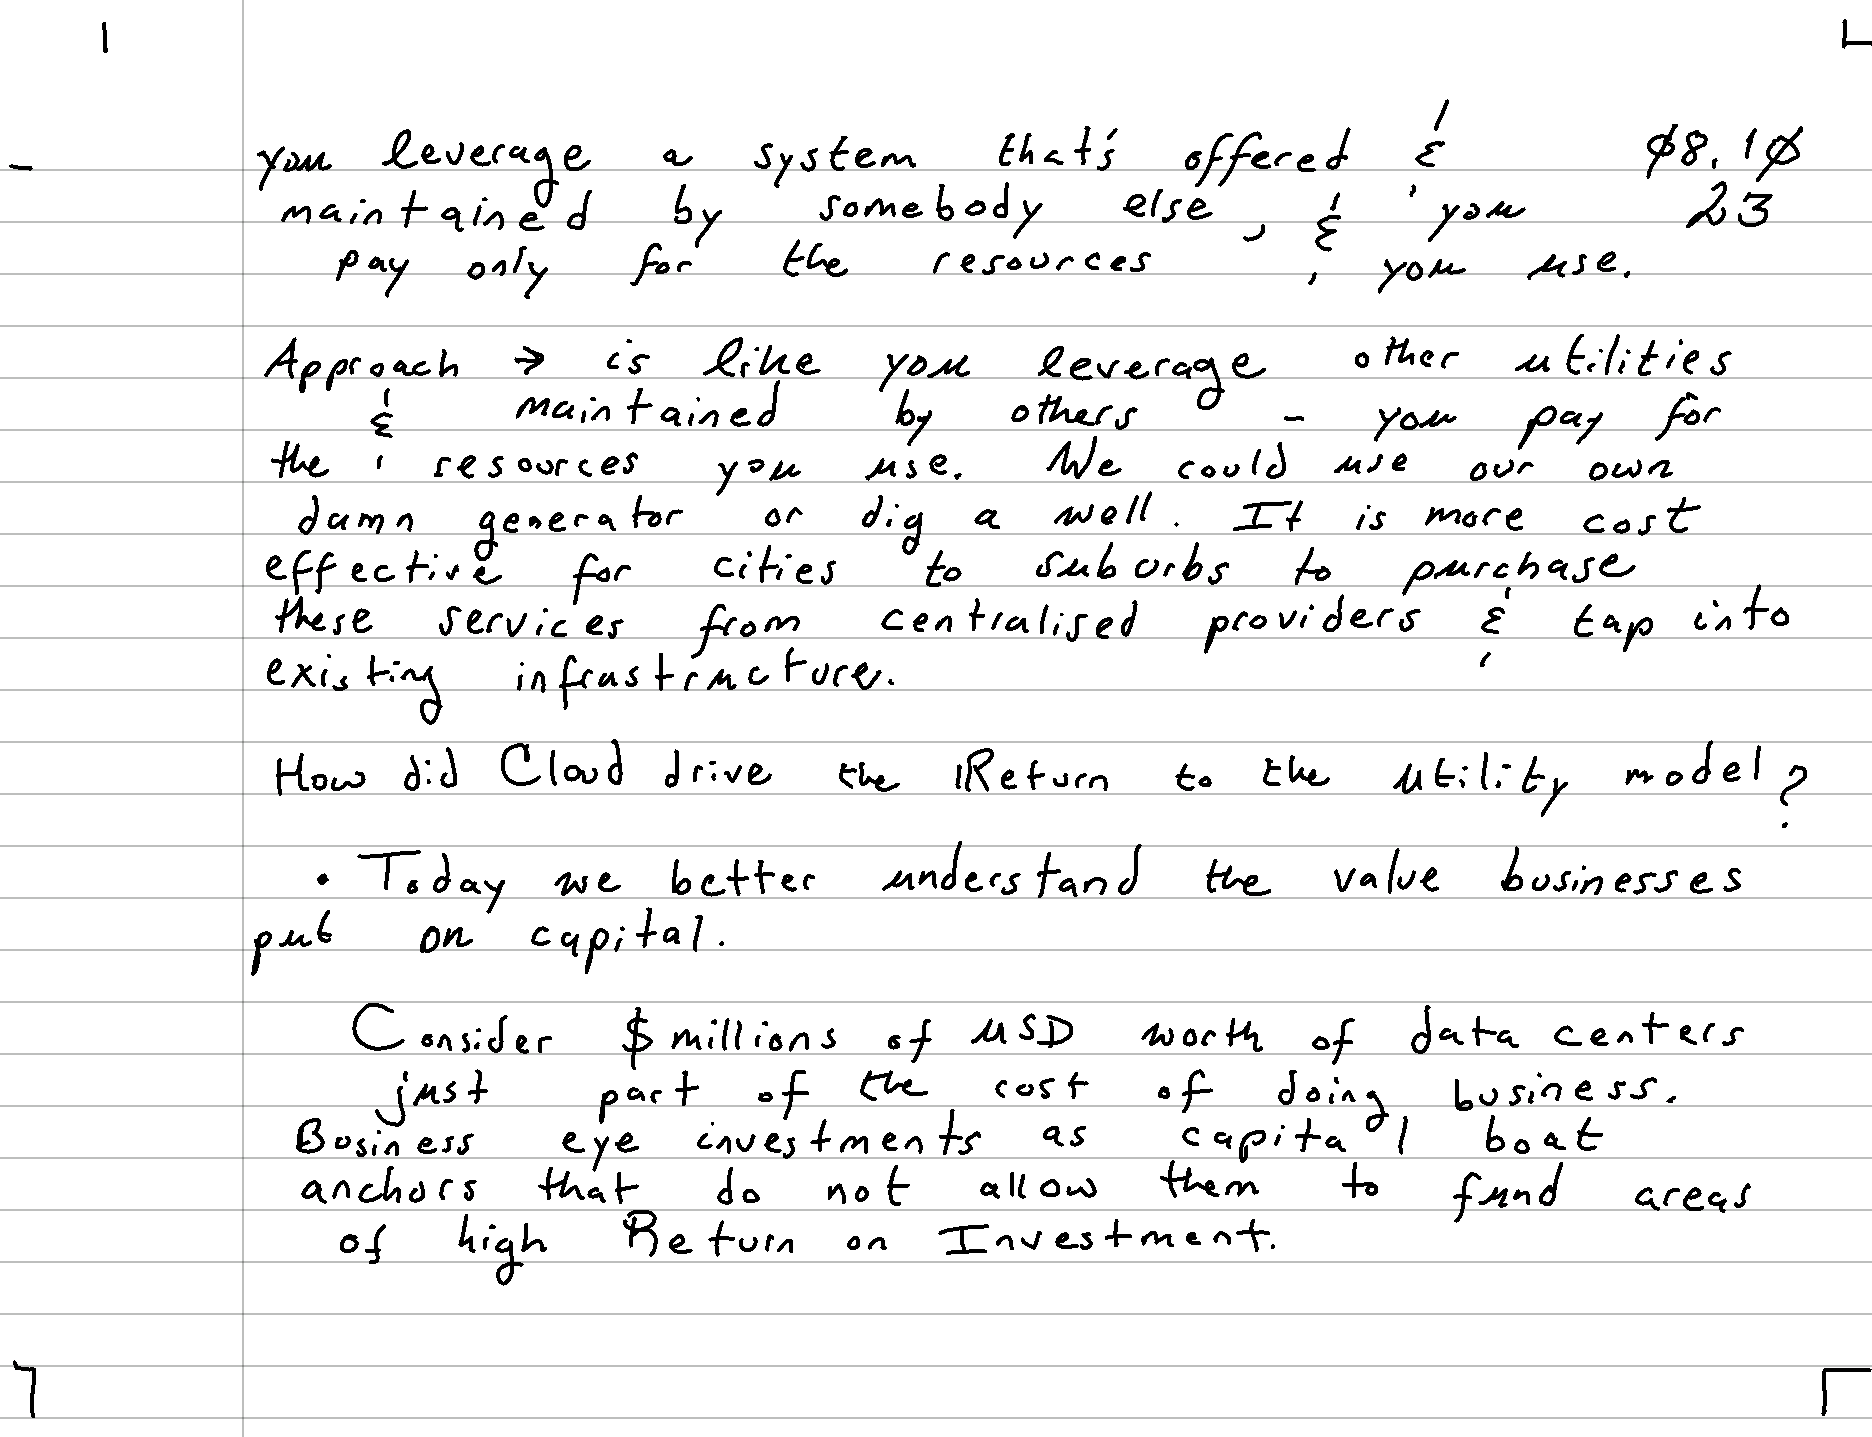 you leverage a system that's offered & 08.10
maintained by somebody else, & you 23
pay only for the resources, you use.
Approach → is like you leverage other utilities
& maintained by others - you pay for
the resources you use. We could use our own
damn generator or dig a well. It is more cost
effective for cities to suburbs to purchase
these services from centralised providers & tap into
existing infrastructure.
How did Cloud drive the Return to the utility model?
• Today we better understand the value businesses
put on capital.
Consider $ millions of USD worth of data centers
just part of the cost of doing business.
Business eye investments as capital boat
anchors that do not allow them to fund areas
of high Return on Investment.